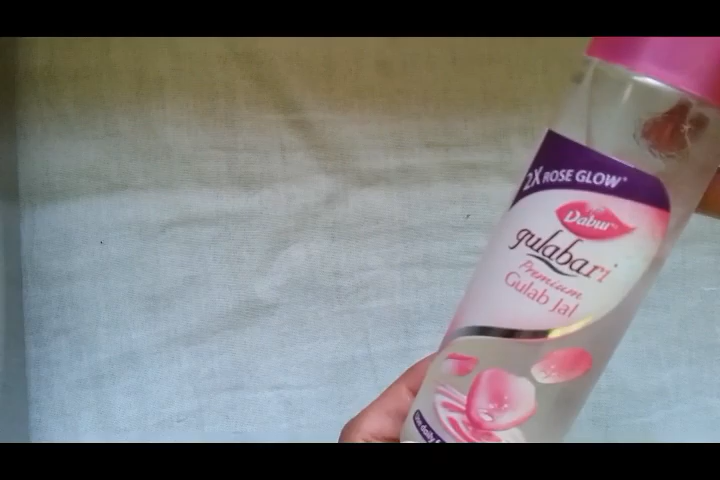 2X ROSE GLOW*
Dabur
gulabari
Premium
Gulab Jal